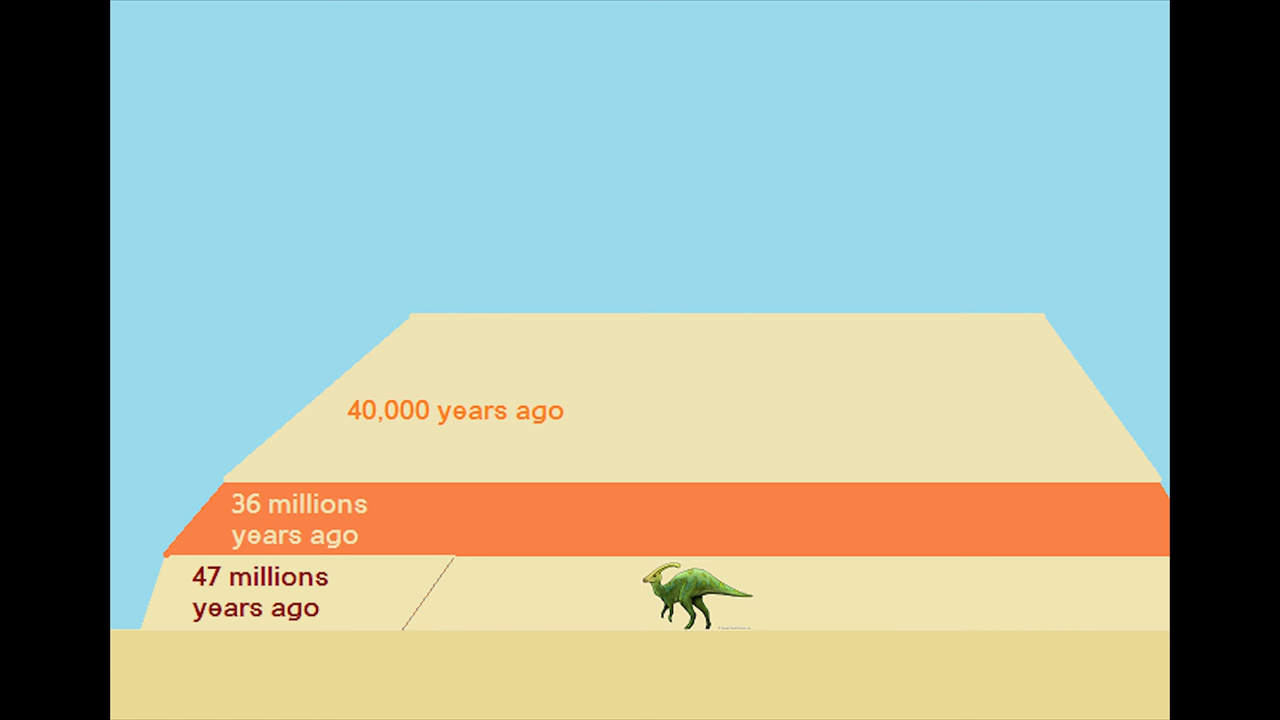 40,000 years ago
36 millions
years ago
47 millions
years ago